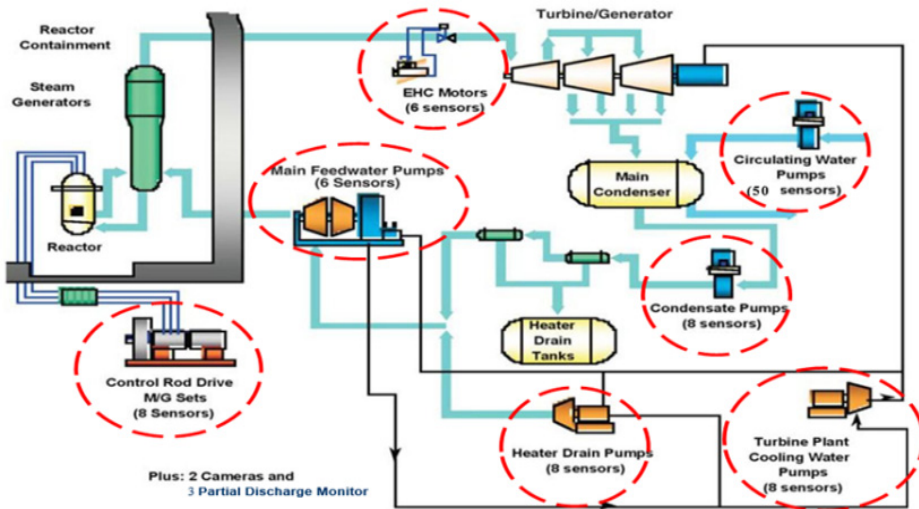 Reactor
Containment
Steam
Generators
Reactor
Turbine/Generator
EHC Motors
(6 sensors)
Main Feedwater Pumps
(6 Sensors)
Main
Condenser
Circulating Water
Pumps
(50 sensors)
Condensate Pumps
(8 sensors)
Heater
Drain
Tanks
Control Rod Drive
M/G Sets
(8 Sensors)
Heater Drain Pumps
(8 sensors)
Turbine Plant
Cooling Water
Pumps
(8 sensors)
Plus: 2 Cameras and
3 Partial Discharge Monitor